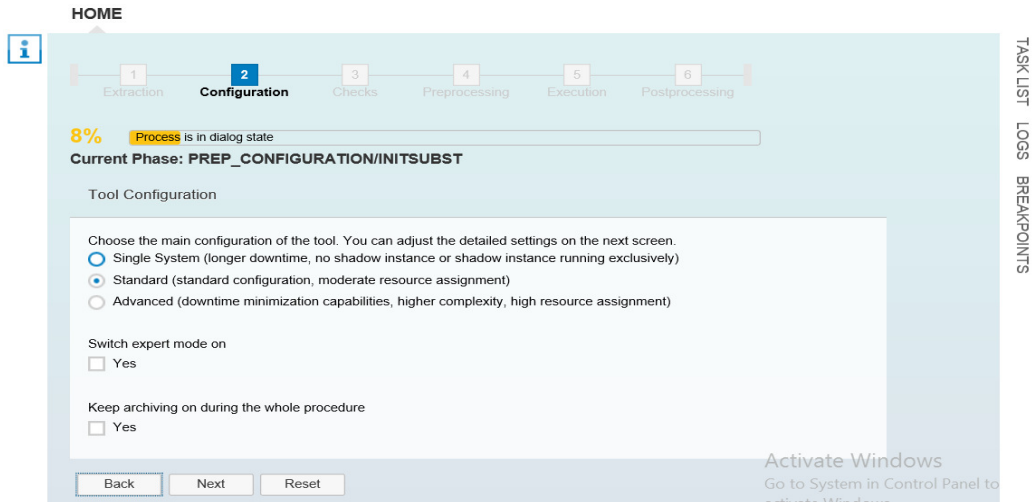 HOME
i
1 2 3 4 5 6
Extraction Configuration Checks Preprocessing Execution Postprocessing
8% Process is in dialog state
Current Phase: PREP_CONFIGURATION/INITSUBST
Tool Configuration
Choose the main configuration of the tool. You can adjust the detailed settings on the next screen.
Single System (longer downtime, no shadow instance or shadow instance running exclusively)
Standard (standard configuration, moderate resource assignment)
Advanced (downtime minimization capabilities, higher complexity, high resource assignment)
Switch expert mode on
Yes
Keep archiving on during the whole procedure
Yes
Back Next Reset
Activate Windows
Go to System in Control Panel to
activate Windows.
TASK LIST LOGS BREAKPOINTS